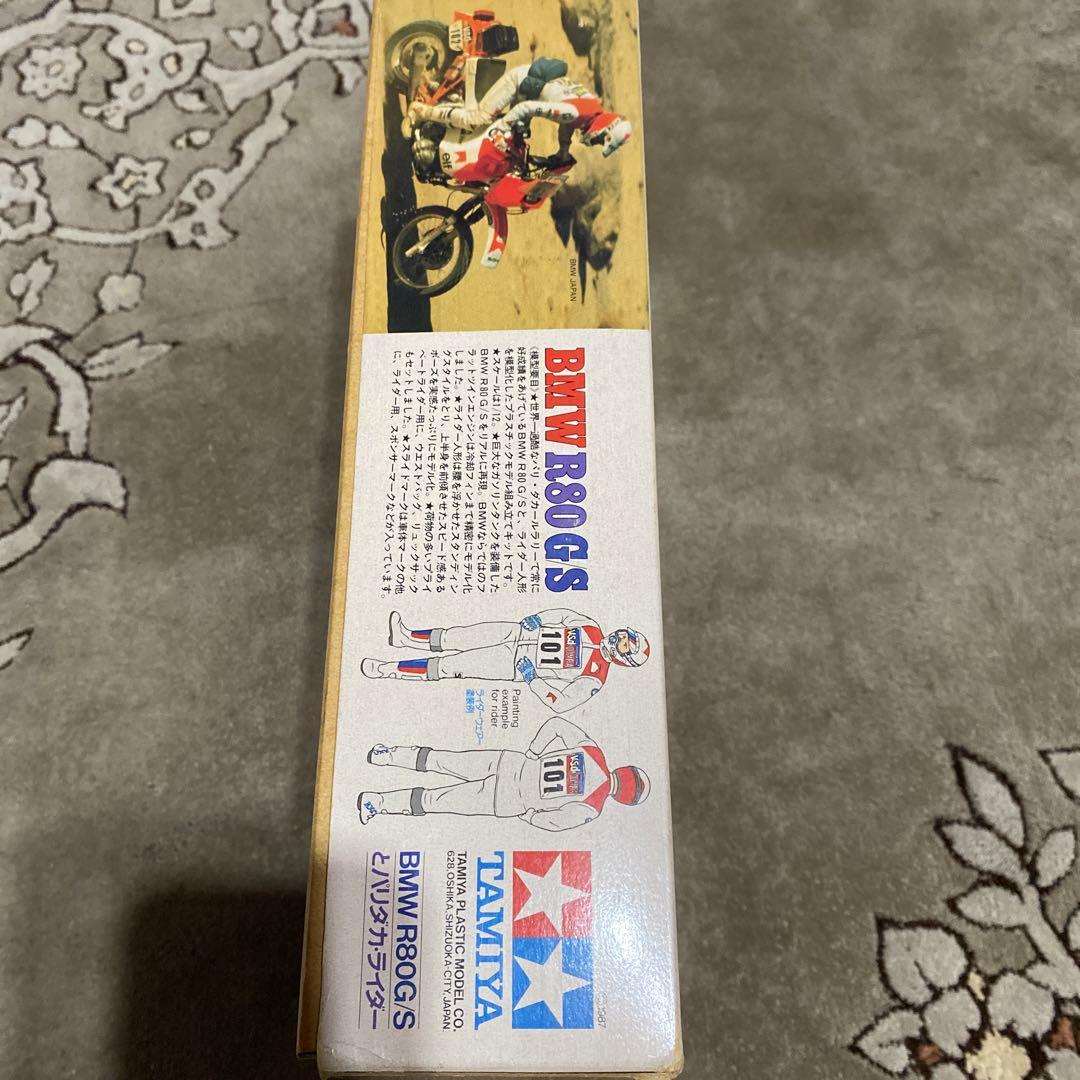 102
elf
BMW JAPAN
BMW R80G/S
《模型要目》★世界一過酷なパリ・ダカールラリーで常に
好成績をあげているBMW R80G/Sと、ライダー人形
を模型化したプラスチックモデル組み立てキットです。
★スケールは1/12。★巨大なガソリンタンクを装備した
BMW R80G/Sをリアルに再現。BMWならではのフ
ラットツインエンジンは冷却フィンまで精密にモデル化
しました。★ライダー人形は腰を浮かせたスタンディン
グスタイルをとり、上半身を前傾させたスピード感ある
ポーズを実感たっぷりにモデル化。★荷物の多いプライ
ベートライダー用に、ウエストバッグ、リュックサック
もセットしました。★スライドマークは車体マークの他
に、ライダー用、スポンサーマークなどが入っています。
101
Painting
example
for rider
ライダーウェアー
塗装例
101
©1987
TAMIYA
TAMIYA PLASTIC MODEL CO.
628, OSHIKA, SHIZUOKA-CITY, JAPAN.
BMW R80G/S
とパリダカ・ライダー